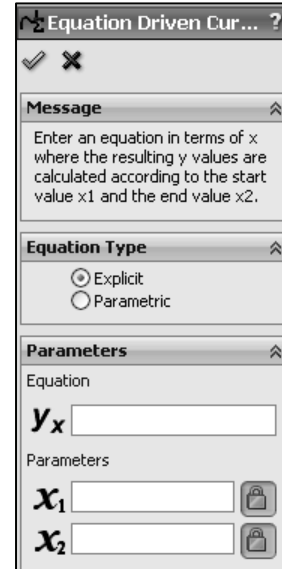 Equation Driven Cur... ?
Message
Enter an equation in terms of x
where the resulting y values are
calculated according to the start
value x1 and the end value x2.
Equation Type
Explicit
Parametric
Parameters
Equation
yx
Parameters
x1
x2